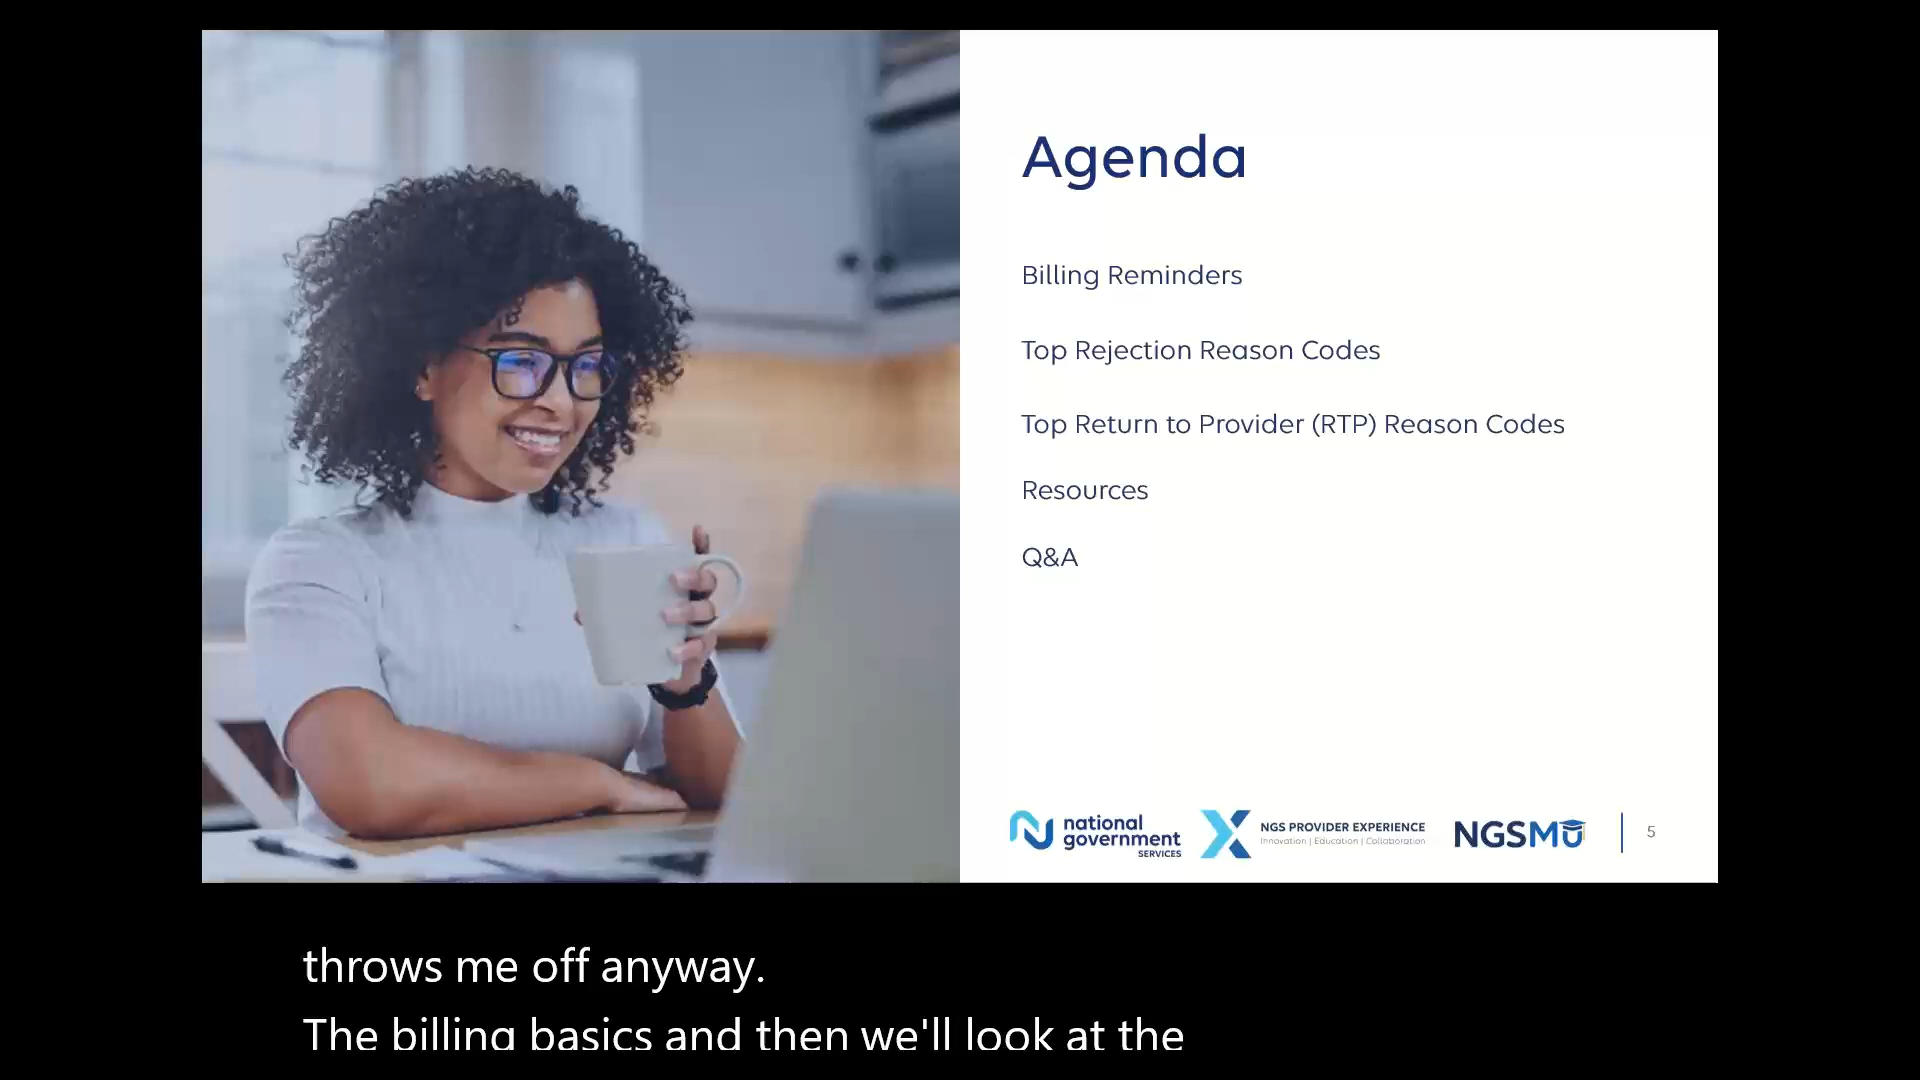 Agenda
Billing Reminders
Top Rejection Reason Codes
Top Return to Provider (RTP) Reason Codes
Resources
Q&A
national
government
SERVICES
NGS PROVIDER EXPERIENCE
Innovation | Education | Collaboration
NGSMU
5
throws me off anyway.
The billing basics and then we'll look at the